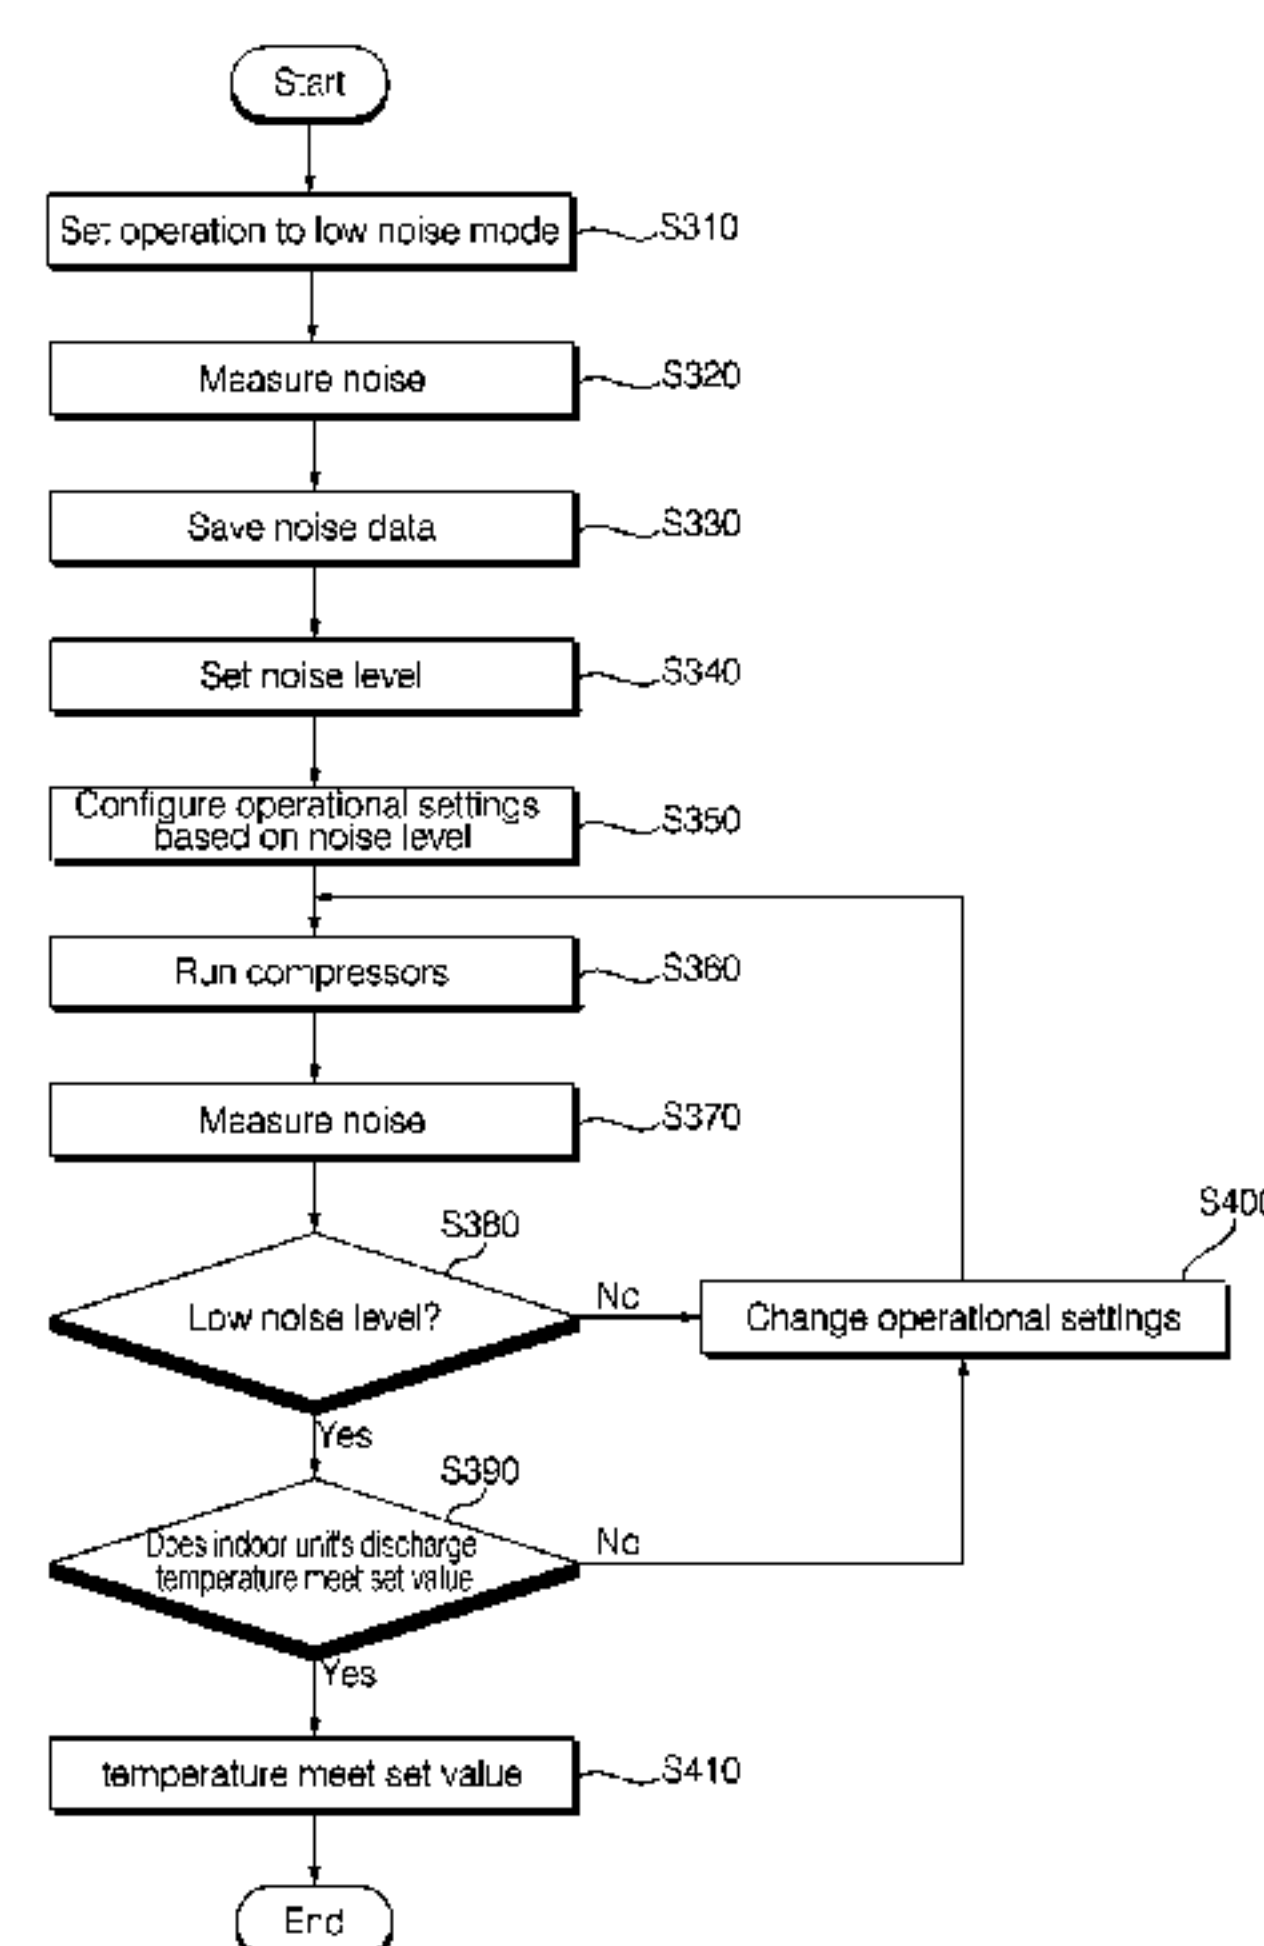 Start
Set operation to low noise mode
S310
Measure noise
S320
Save noise data
S330
Set noise level
S340
Configure operational settings
based on noise level
S350
Run compressors
S360
Measure noise
S370
S380
Low noise level?
No
S400
Change operational settings
Yes
S390
Does indoor unit's discharge
temperature meet set value
No
Yes
temperature meet set value
S410
End